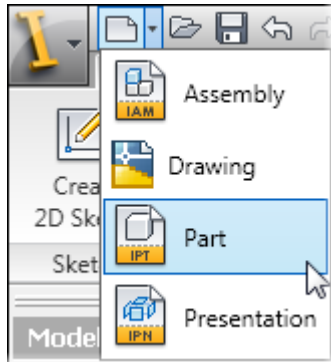 I
IAM
Assembly
Drawing
Crea
2D Sk
IPT
Part
Sket
IPN
Presentation
Model